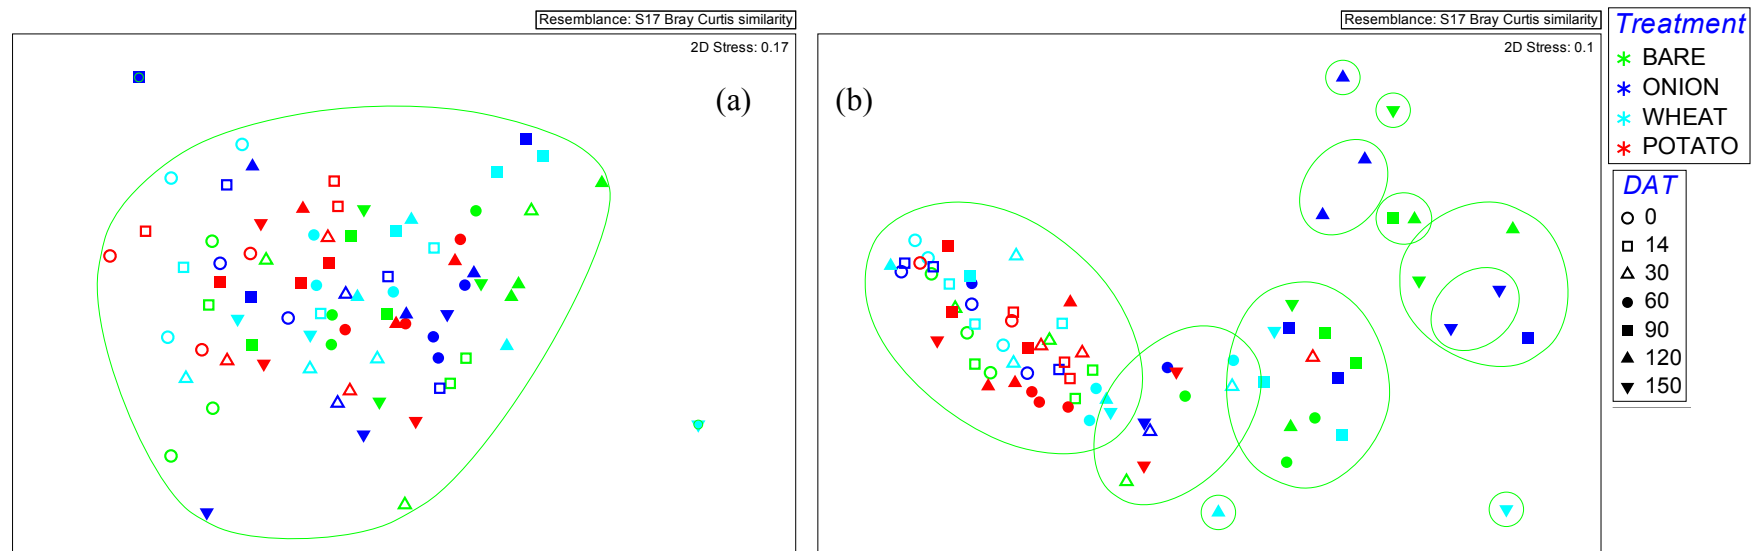 Resemblance: S17 Bray Curtis similarity
2D Stress: 0.17
(a)
Resemblance: S17 Bray Curtis similarity
2D Stress: 0.1
(b)
Treatment
BARE
ONION
WHEAT
POTATO
DAT
0
14
30
60
90
120
150